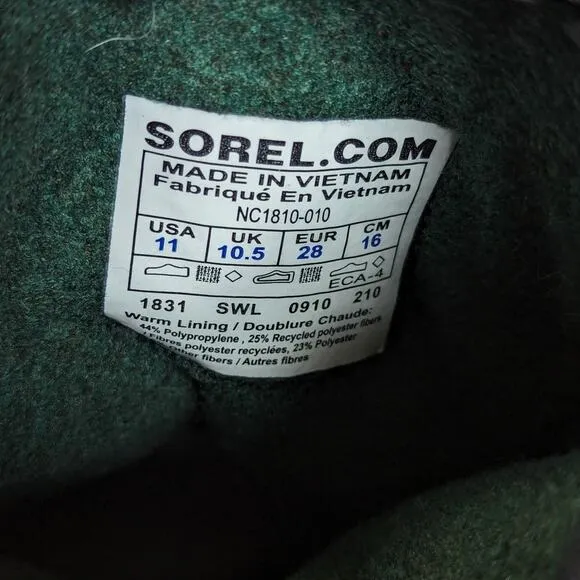 SOREL.COM
MADE IN VIETNAM
Fabriqué En Vietnam
NC1810-010
USA UK EUR CM
11 10.5 28 16
ECA-4
1831 SWL 0910 210
Warm Lining / Doublure Chaude:
44% Polypropylene , 25% Recycled polyester fibers
/ Fibres polyester recyclées, 23% Polyester
Other fibers / Autres fibres